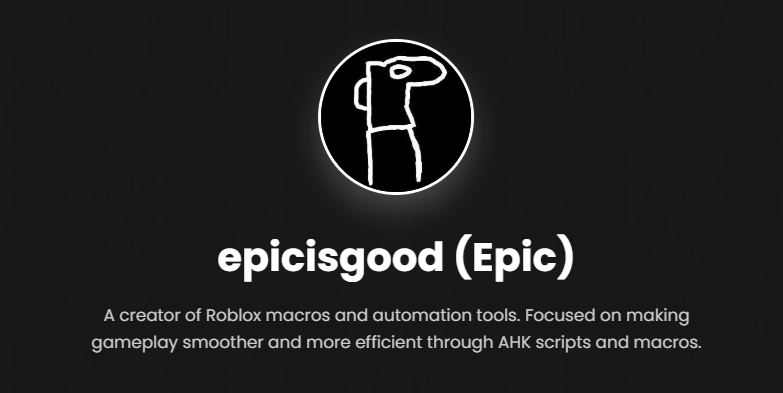 epicisgood (Epic)
A creator of Roblox macros and automation tools. Focused on making
gameplay smoother and more efficient through AHK scripts and macros.